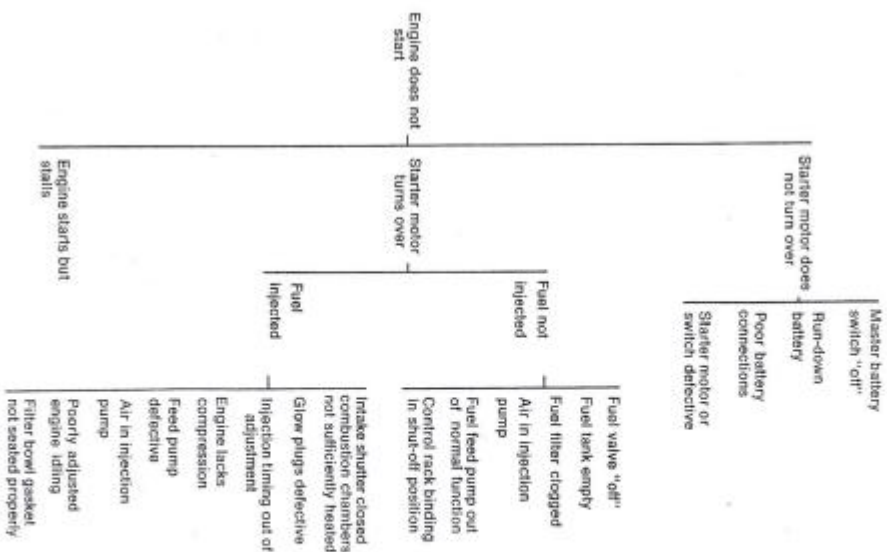 Engine does not
start
Starter motor does
not turn over
Master battery
switch "off"
Run-down
battery
Poor battery
connections
Starter motor or
switch defective
Starter motor
turns over
Fuel not
injected
Fuel valve "off"
Fuel tank empty
Fuel filter clogged
Air in injection
pump
Fuel feed pump out
of normal function
Control rack binding
in shut-off position
Fuel
injected
Intake shutter closed
combustion chambers
not sufficiently heated
Glow plugs defective
Injection timing out of
adjustment
Engine lacks
compression
Feed pump
defective
Air in injection
pump
Poorly adjusted
engine idling
Filter bowl gasket
not seated properly
Engine starts but
stalls